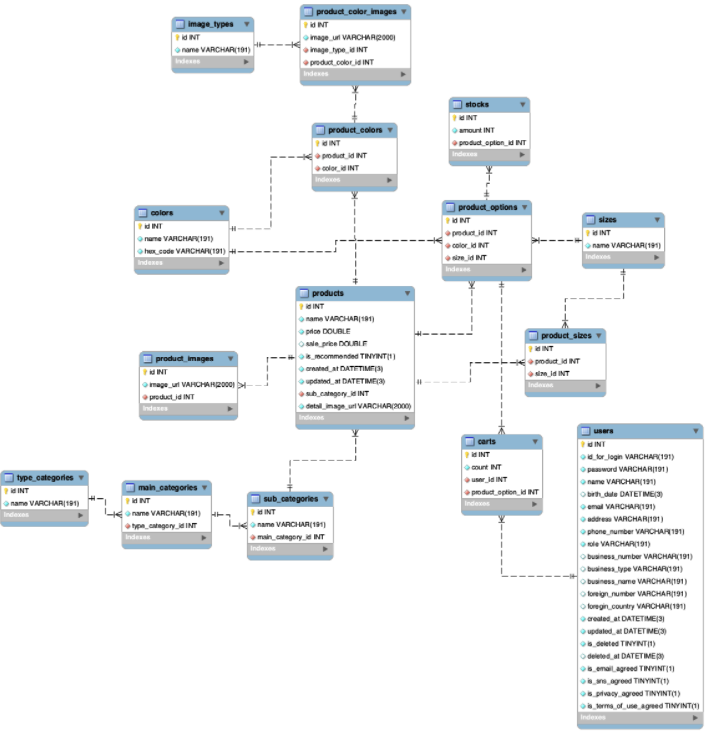 product_color_images
id INT
image_url VARCHAR(2000)
image_type_id INT
product_color_id INT
Indexes
image_types
id INT
name VARCHAR(191)
Indexes
stocks
id INT
amount INT
product_option_id INT
Indexes
product_colors
id INT
product_id INT
color_id INT
Indexes
colors
id INT
name VARCHAR(191)
hex_code VARCHAR(191)
Indexes
product_options
id INT
product_id INT
color_id INT
size_id INT
Indexes
sizes
id INT
name VARCHAR(191)
Indexes
products
id INT
name VARCHAR(191)
price DOUBLE
sale_price DOUBLE
is_recommended TINYINT(1)
created_at DATETIME(3)
updated_at DATETIME(3)
sub_category_id INT
detail_image_url VARCHAR(2000)
Indexes
product_sizes
id INT
product_id INT
size_id INT
Indexes
product_images
id INT
image_url VARCHAR(2000)
product_id INT
Indexes
type_categories
id INT
name VARCHAR(191)
Indexes
main_categories
id INT
name VARCHAR(191)
type_category_id INT
Indexes
sub_categories
id INT
name VARCHAR(191)
main_category_id INT
Indexes
carts
id INT
count INT
user_id INT
product_option_id INT
Indexes
users
id INT
id_for_login VARCHAR(191)
password VARCHAR(191)
name VARCHAR(191)
birth_date DATETIME(3)
email VARCHAR(191)
address VARCHAR(191)
phone_number VARCHAR(191)
role VARCHAR(191)
business_number VARCHAR(191)
business_type VARCHAR(191)
business_name VARCHAR(191)
foreign_number VARCHAR(191)
foregin_country VARCHAR(191)
created_at DATETIME(3)
updated_at DATETIME(3)
is_deleted TINYINT(1)
deleted_at DATETIME(3)
is_email_agreed TINYINT(1)
is_sns_agreed TINYINT(1)
is_privacy_agreed TINYINT(1)
is_terms_of_use_agreed TINYINT(1)
Indexes